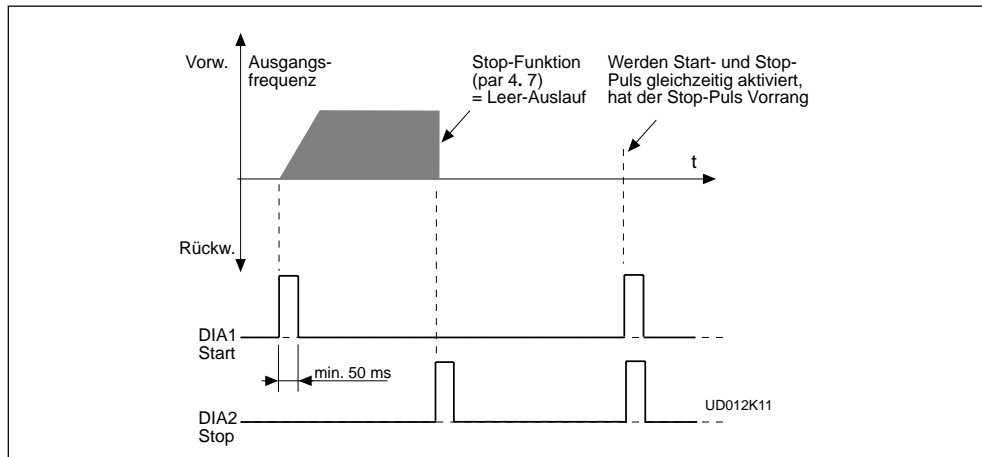 Vorw.
Ausgangs-
frequenz
Stop-Funktion
(par 4. 7)
= Leer-Auslauf
Werden Start- und Stop-
Puls gleichzeitig aktiviert,
hat der Stop-Puls Vorrang
t
Rückw.
DIA1
Start
min. 50 ms
DIA2
Stop
UD012K11